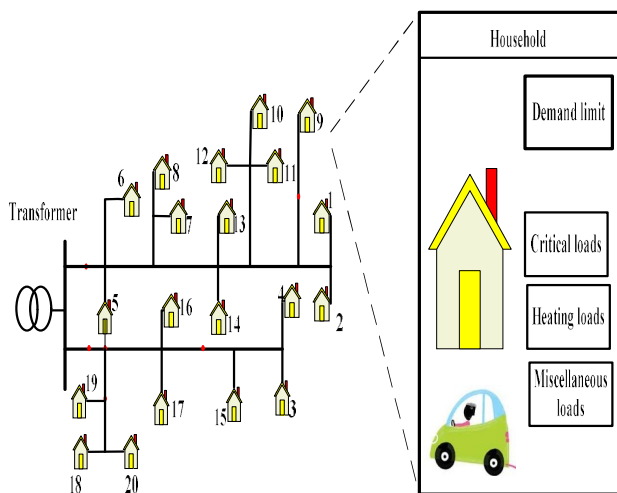 Household
10
9
Demand limit
12
11
8
6
7
13
1
Transformer
Critical loads
5
16
4
14
2
Heating loads
19
Miscellaneous
loads
17
15
3
18
20